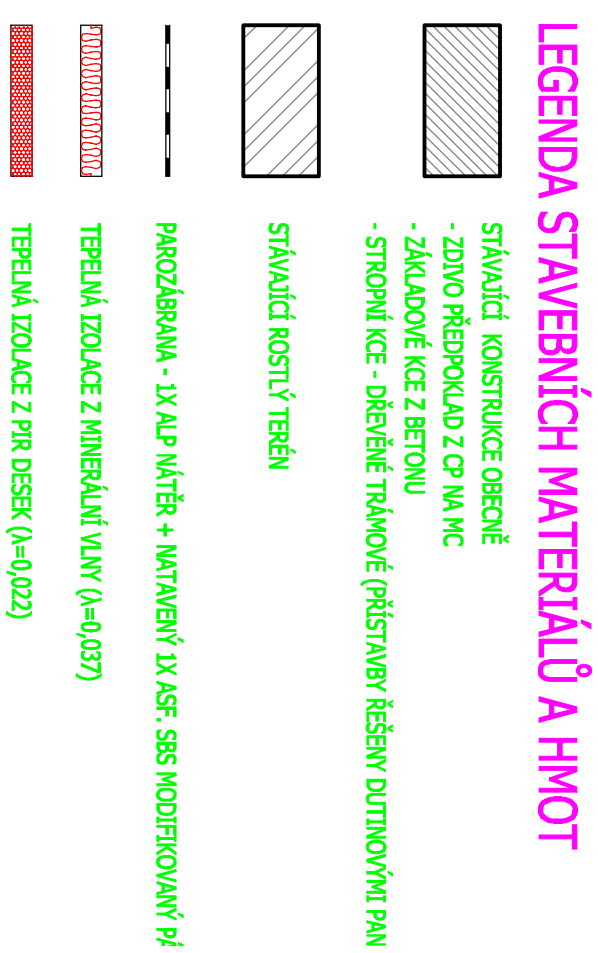 LEGENDA STAVEBNÍCH MATERIÁLŮ A HMOT
STÁVAJÍCÍ KONSTRUKCE OBECNĚ
- ZDIVO PŘEDPOKLAD Z CP NA MC
- ZÁKLADOVÉ KCE Z BETONU
- STROPNÍ KCE - DŘEVĚNÉ TRÁMOVÉ (PŘÍSTAVBY ŘEŠENY DUTINOVÝMI PAN
STÁVAJÍCÍ ROSTLÝ TERÉN
PAROZÁBRANA - 1X ALP NÁTĚR + NATAVENÝ 1X ASF. SBS MODIFIKOVANÝ PÁ
TEPELNÁ IZOLACE Z MINERÁLNÍ VLNY (λ=0,037)
TEPELNÁ IZOLACE Z PIR DESEK (λ=0,022)